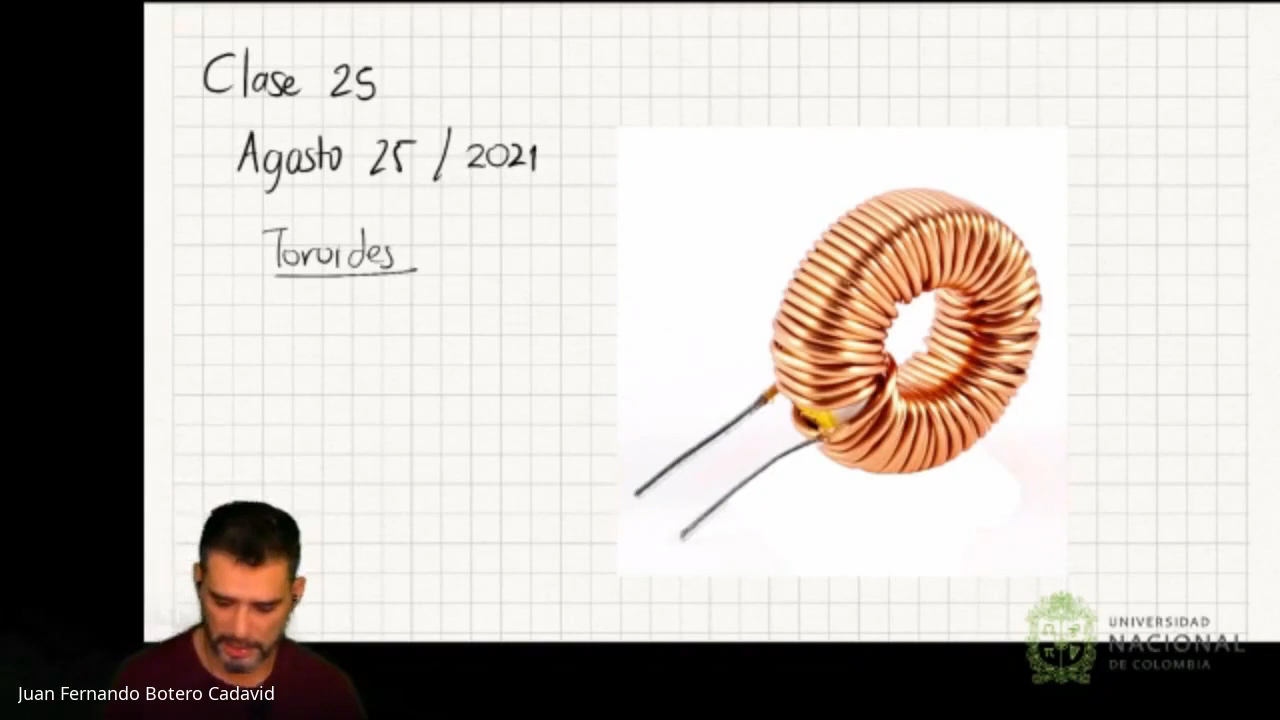 Clase 25
Agosto 25 / 2021
Toroides
UNIVERSIDAD
NACIONAL
DE COLOMBIA
Juan Fernando Botero Cadavid